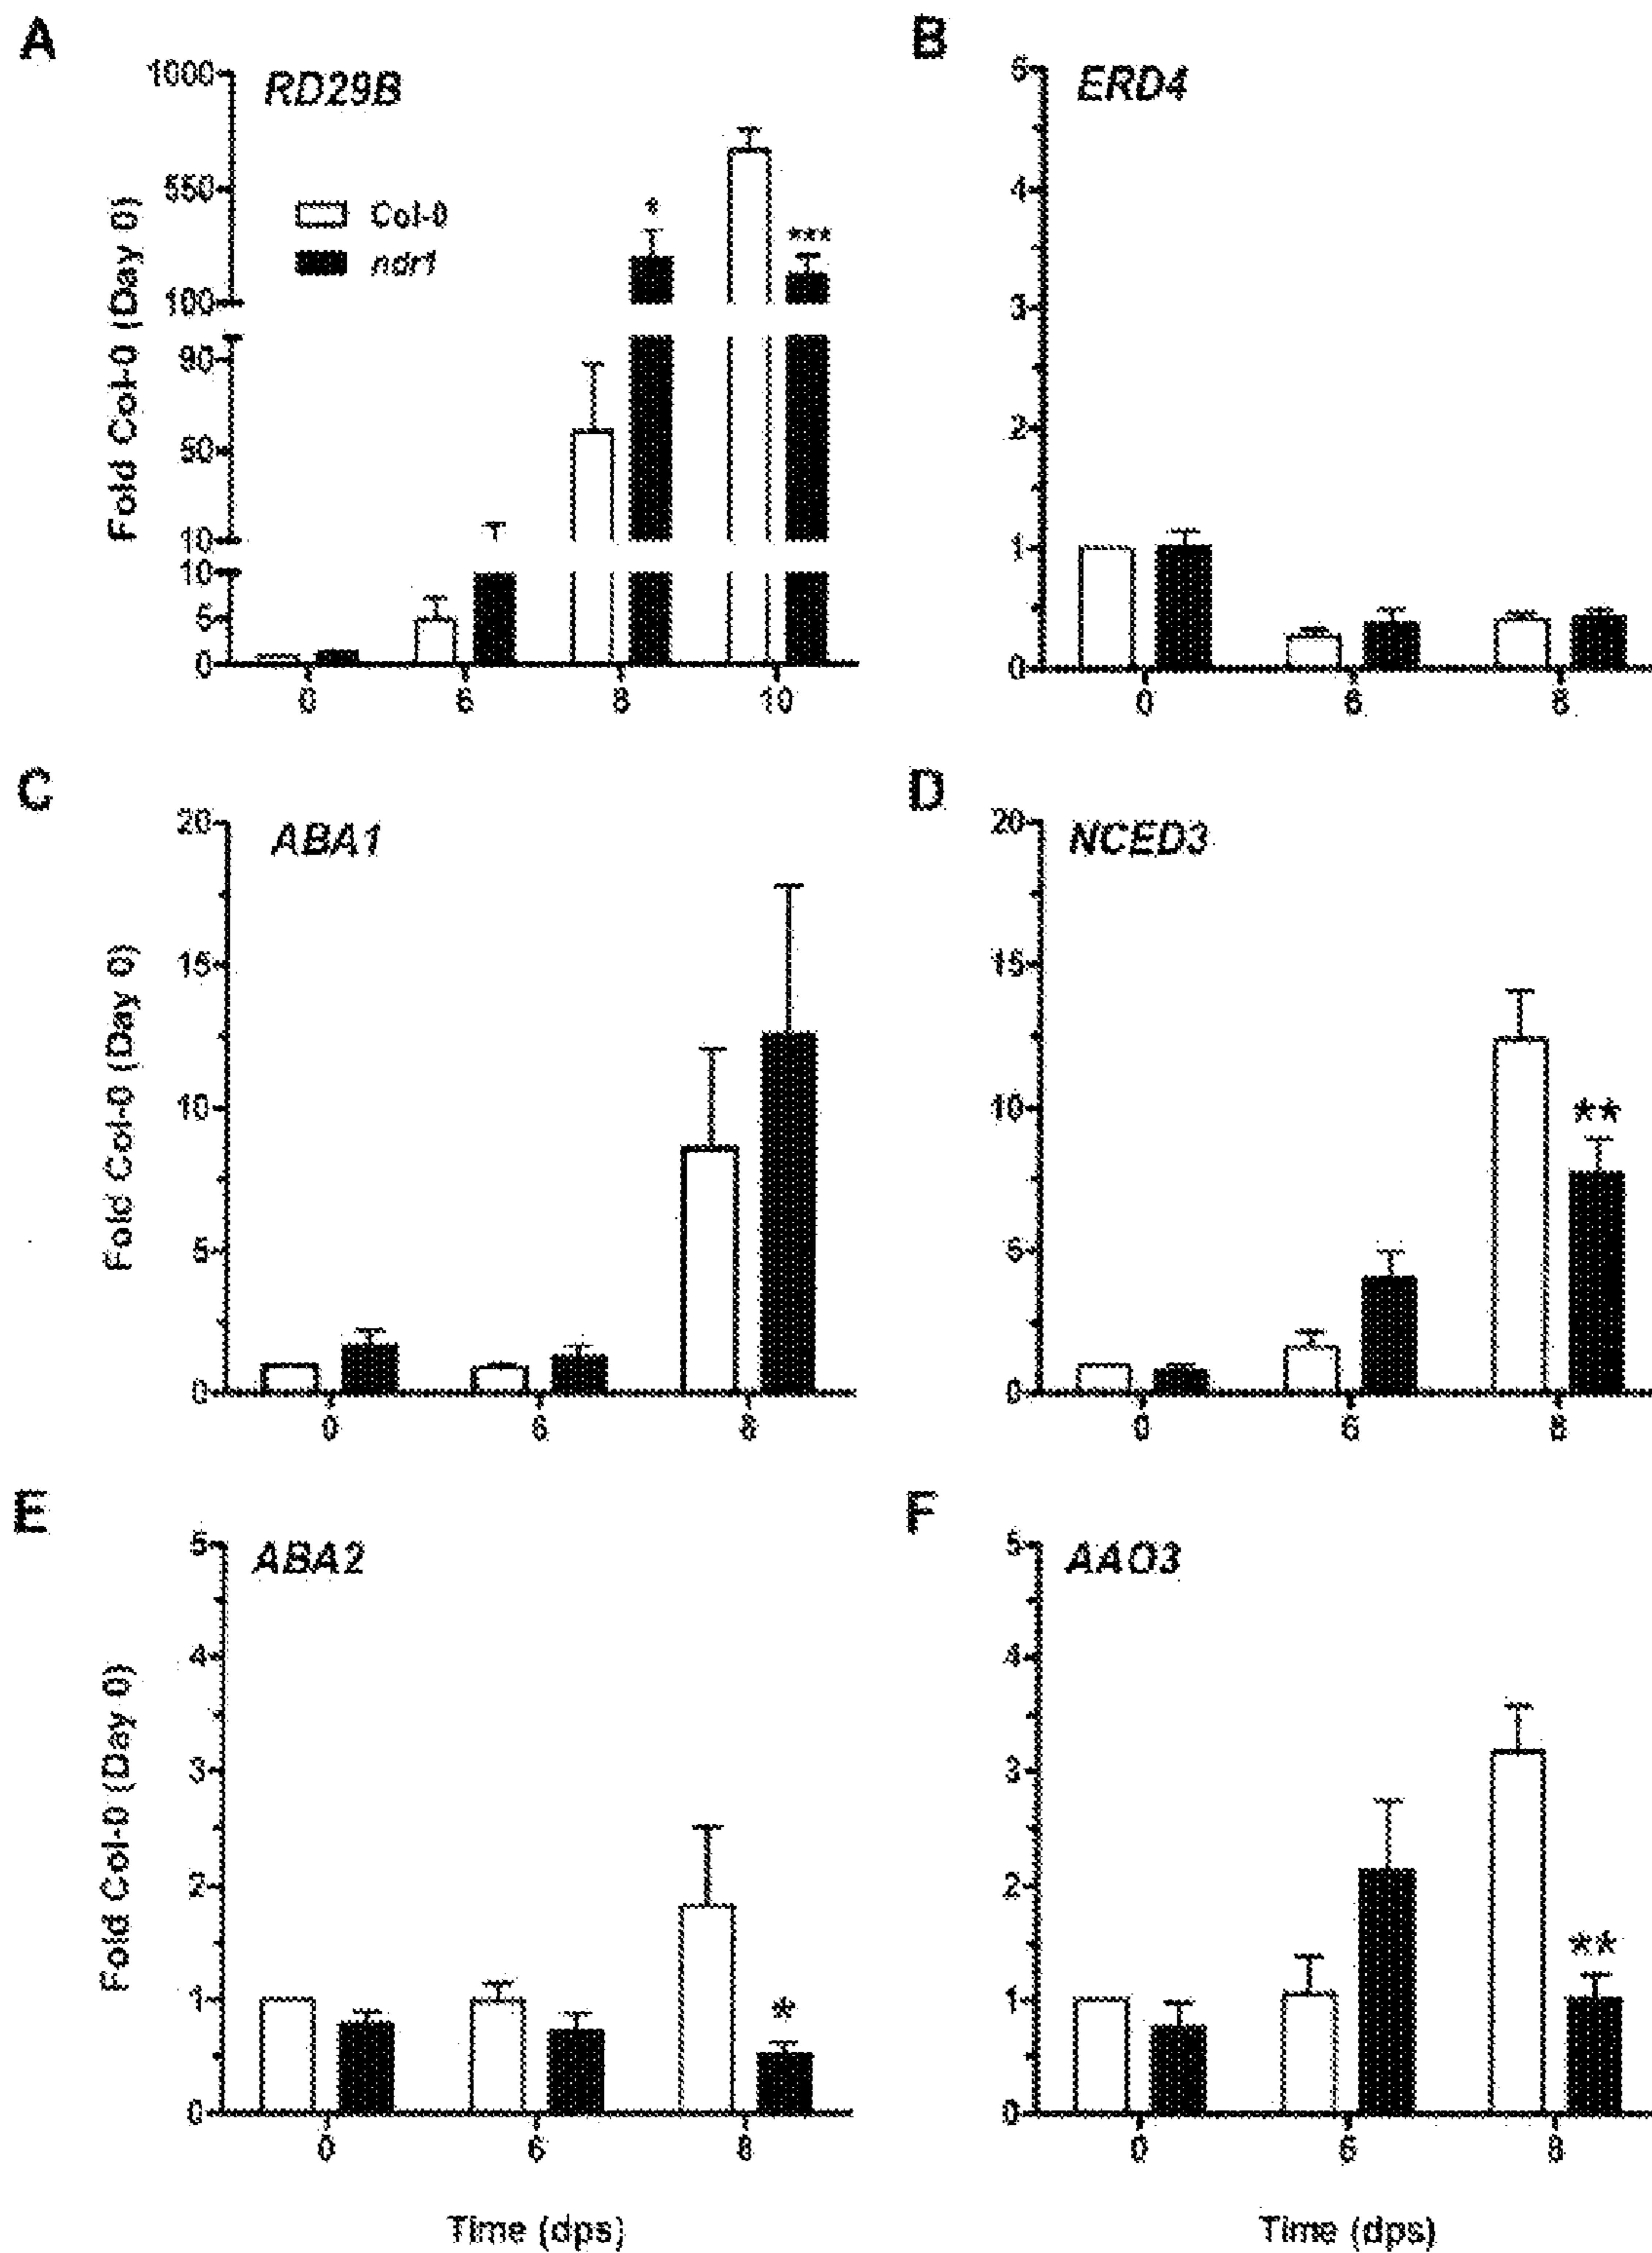 A
RD29B
Fold Col-0 (Day 0)
1000
550
100
90
50
10
10
5
0
Col-0
ndr1
*
***
0 6 8 10
B
ERD4
5
4
3
2
1
0
0 6 8
C
ABA1
Fold Col-0 (Day 0)
20
15
10
5
0
0 6 8
D
NCED3
20
15
10
5
0
**
0 6 8
E
ABA2
Fold Col-0 (Day 0)
5
4
3
2
1
0
*
0 6 8
Time (dps)
F
AAO3
5
4
3
2
1
0
**
0 6 8
Time (dps)